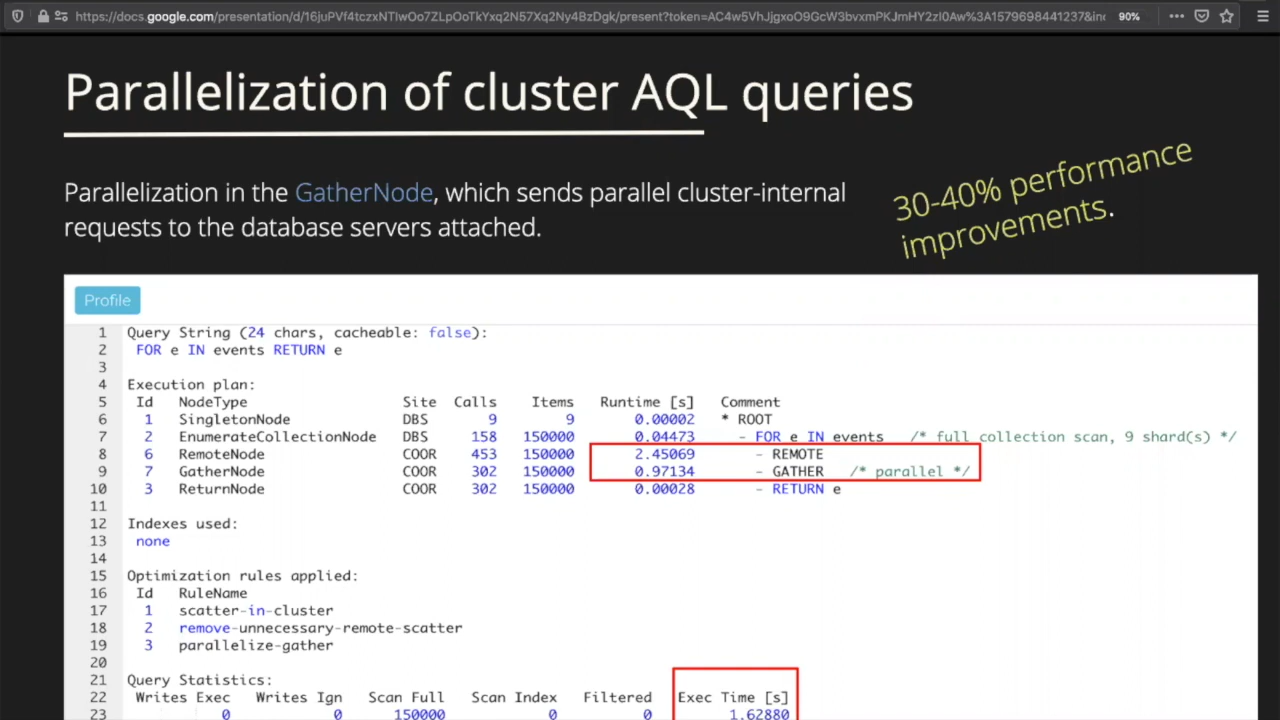 https://docs.google.com/presentation/d/16juPVf4tczxNTIwOo7ZLpOoTkYxq2N57Xq2Ny4BzDgk/present?token=AC4w5VhJjgxoO9GcW3bvxmPKJmHY2zI0Aw%3A1579698441237&inc 90%
Parallelization of cluster AQL queries
Parallelization in the GatherNode, which sends parallel cluster-internal
requests to the database servers attached.
30-40% performance
improvements.
Profile
1 Query String (24 chars, cacheable: false):
2 FOR e IN events RETURN e
3
4 Execution plan:
5 Id NodeType Site Calls Items Runtime [s] Comment
6 1 SingletonNode DBS 9 9 0.00002 * ROOT
7 2 EnumerateCollectionNode DBS 158 150000 0.04473 - FOR e IN events /* full collection scan, 9 shard(s) */
8 6 RemoteNode COOR 453 150000 2.45069 - REMOTE
9 7 GatherNode COOR 302 150000 0.97134 - GATHER /* parallel */
10 3 ReturnNode COOR 302 150000 0.00028 - RETURN e
11
12 Indexes used:
13 none
14
15 Optimization rules applied:
16 Id RuleName
17 1 scatter-in-cluster
18 2 remove-unnecessary-remote-scatter
19 3 parallelize-gather
20
21 Query Statistics:
22 Writes Exec Writes Ign Scan Full Scan Index Filtered Exec Time [s]
23 0 0 150000 0 0 1.62880